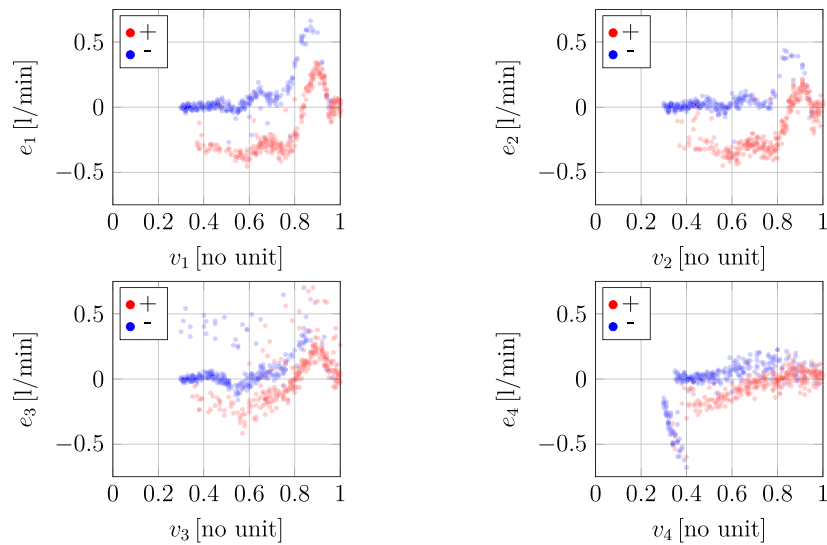 0.5
0
−0.5
e1 [l/min]
+
-
0 0.2 0.4 0.6 0.8 1
v1 [no unit]
0.5
0
−0.5
e2 [l/min]
+
-
0 0.2 0.4 0.6 0.8 1
v2 [no unit]
0.5
0
−0.5
e3 [l/min]
+
-
0 0.2 0.4 0.6 0.8 1
v3 [no unit]
0.5
0
−0.5
e4 [l/min]
+
-
0 0.2 0.4 0.6 0.8 1
v4 [no unit]